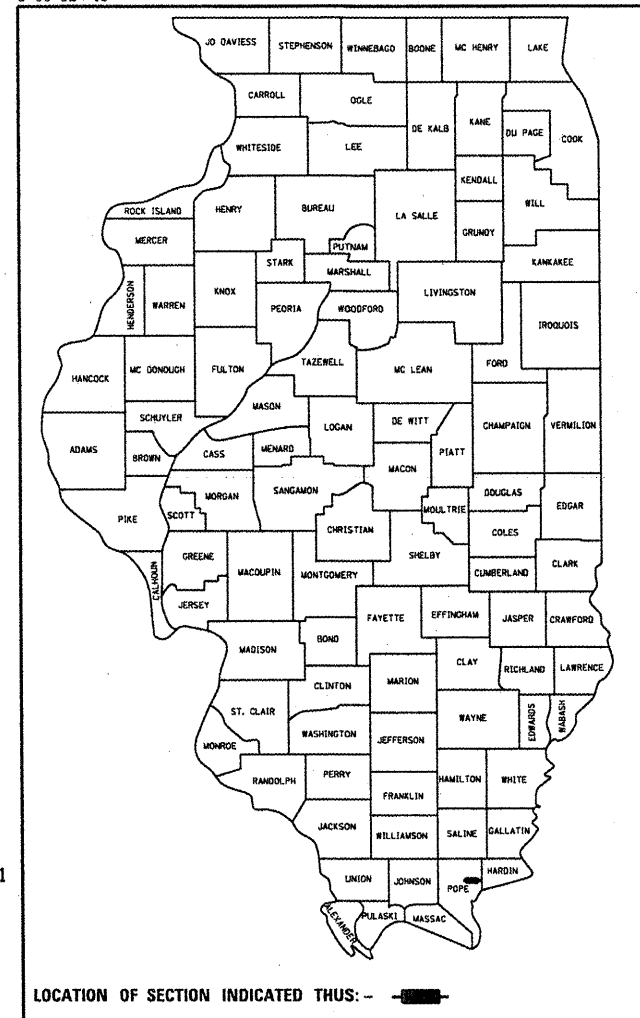 JO DAVIESS
STEPHENSON
WINNEBAGO
BOONE
MC HENRY
LAKE
CARROLL
OGLE
DE KALB
KANE
DU PAGE
COOK
WHITESIDE
LEE
KENDALL
WILL
ROCK ISLAND
HENRY
BUREAU
LA SALLE
GRUNDY
MERCER
PUTNAM
KANKAKEE
STARK
MARSHALL
HENDERSON
WARREN
KNOX
PEORIA
WOODFORD
LIVINGSTON
IROQUOIS
HANCOCK
MC DONOUGH
FULTON
TAZEWELL
MC LEAN
FORD
MASON
SCHUYLER
LOGAN
DE WITT
CHAMPAIGN
VERMILION
ADAMS
BROWN
CASS
MENARD
MACON
PIATT
PIKE
SCOTT
MORGAN
SANGAMON
CHRISTIAN
MOULTRIE
DOUGLAS
EDGAR
COLES
CALHOUN
GREENE
MACOUPIN
MONTGOMERY
SHELBY
CUMBERLAND
CLARK
JERSEY
FAYETTE
EFFINGHAM
JASPER
CRAWFORD
MADISON
BOND
CLAY
RICHLAND
LAWRENCE
CLINTON
MARION
ST. CLAIR
WAYNE
EDWARDS
WABASH
MONROE
WASHINGTON
JEFFERSON
RANDOLPH
PERRY
HAMILTON
WHITE
FRANKLIN
JACKSON
WILLIAMSON
SALINE
GALLATIN
1
UNION
JOHNSON
POPE
HARDIN
ALEXANDER
PULASKI
MASSAC
LOCATION OF SECTION INDICATED THUS: -